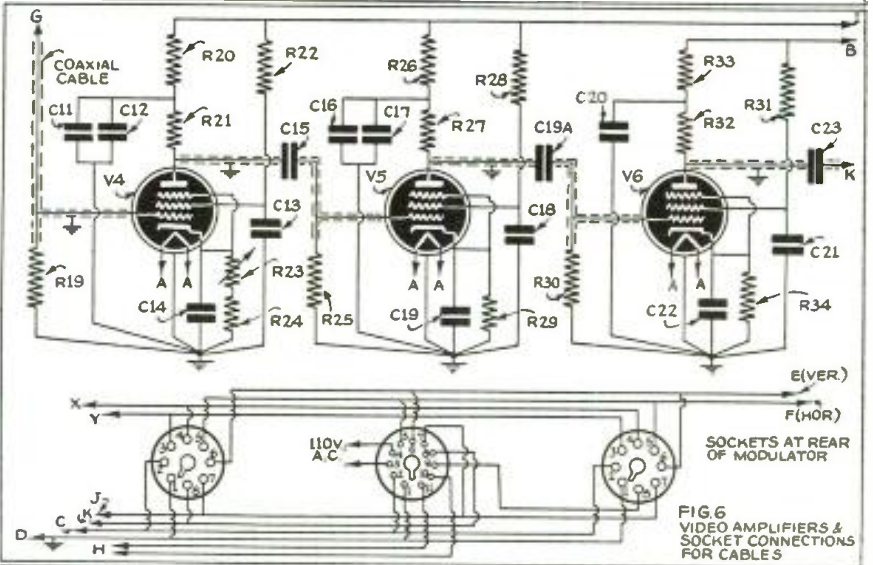 G
COAXIAL
CABLE
R20
R22
C11
C12
R21
V4
C15
C13
R19
A
A
R23
C14
R24
R26
R28
C16
C17
R27
C19A
V5
C18
R25
A
A
C19
R29
B
R33
C20
R31
R32
C23
V6
K
C21
R30
A
A
C22
R34
X
Y
E(VER.)
F(HOR)
110V.
A.C.
SOCKETS AT REAR
OF MODULATOR
J
K
C
D
H
FIG.6
VIDEO AMPLIFIERS &
SOCKET CONNECTIONS
FOR CABLES